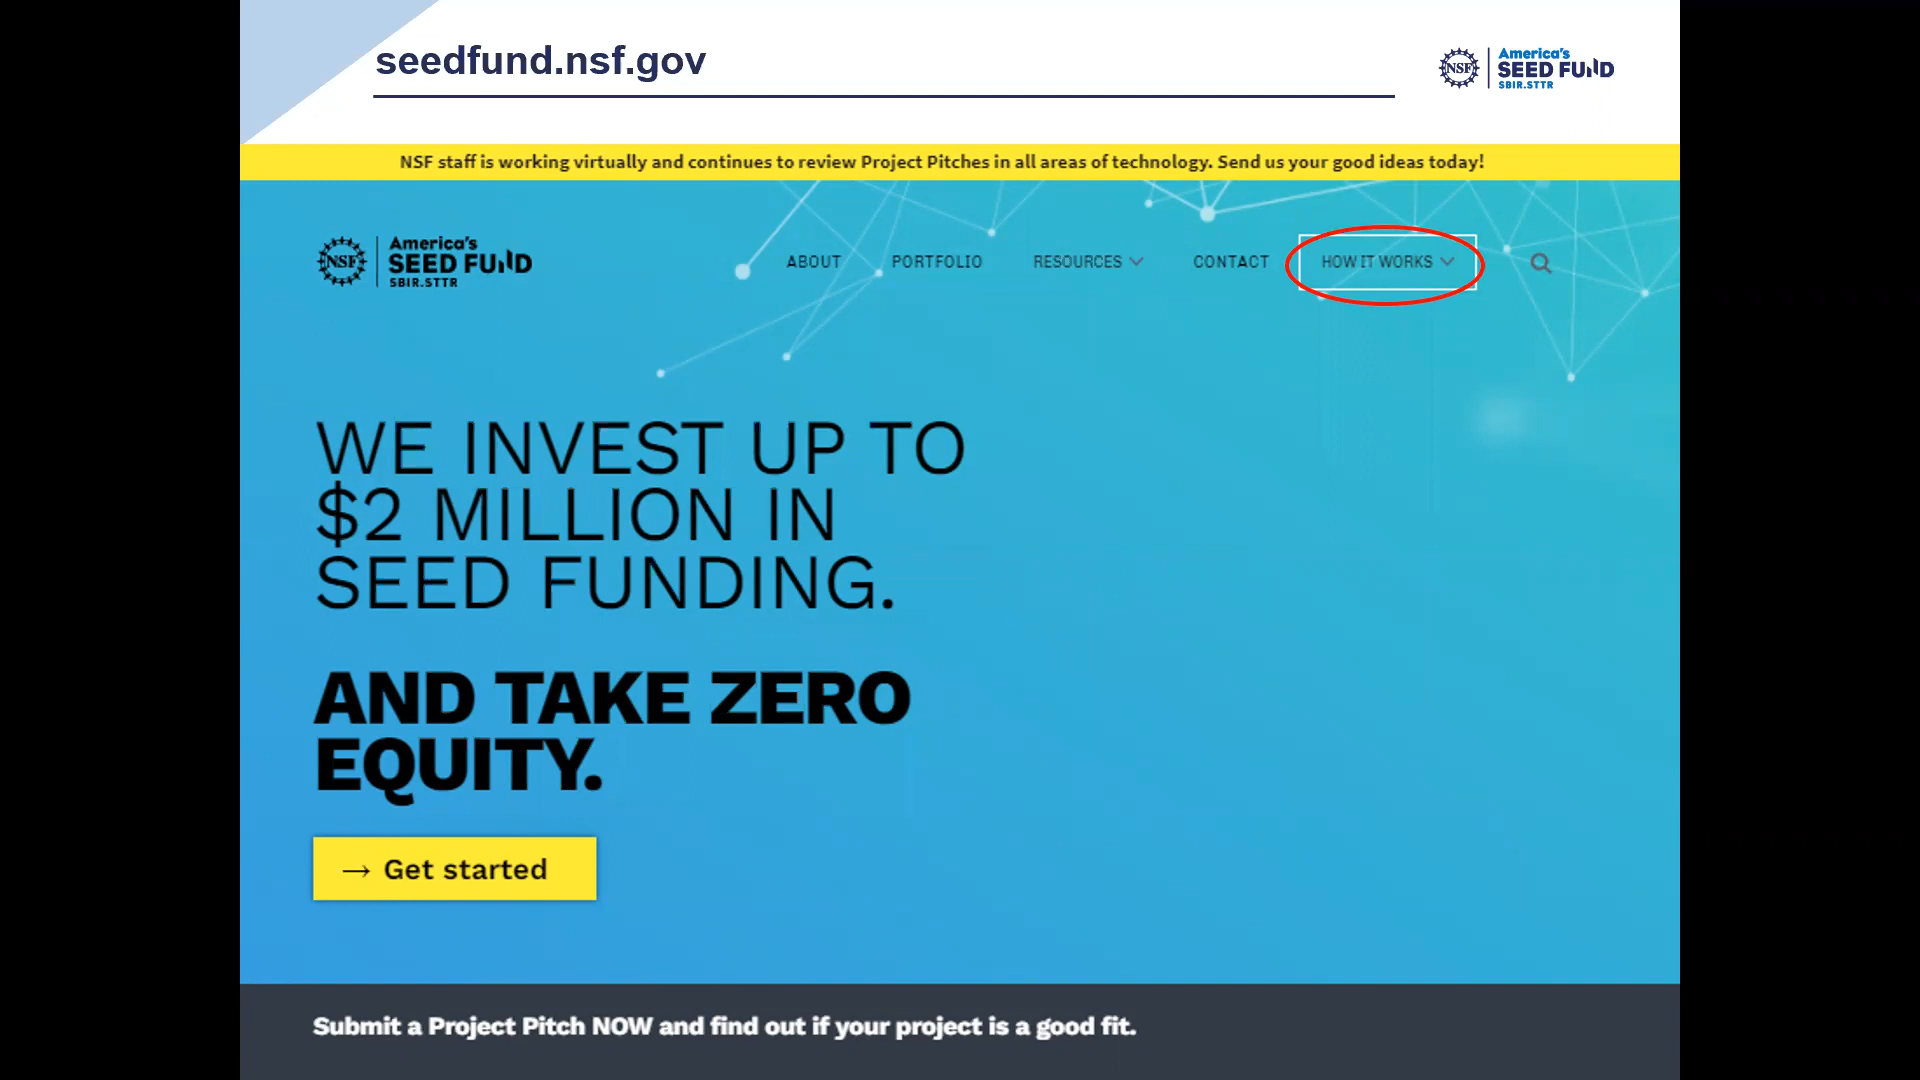 seedfund.nsf.gov
NSF
America's
SEED FUND
SBIR.STTR
NSF staff is working virtually and continues to review Project Pitches in all areas of technology. Send us your good ideas today!
NSF
America's
SEED FUND
SBIR.STTR
ABOUT PORTFOLIO RESOURCES CONTACT HOW IT WORKS
WE INVEST UP TO
$2 MILLION IN
SEED FUNDING.
AND TAKE ZERO
EQUITY.
→ Get started
Submit a Project Pitch NOW and find out if your project is a good fit.